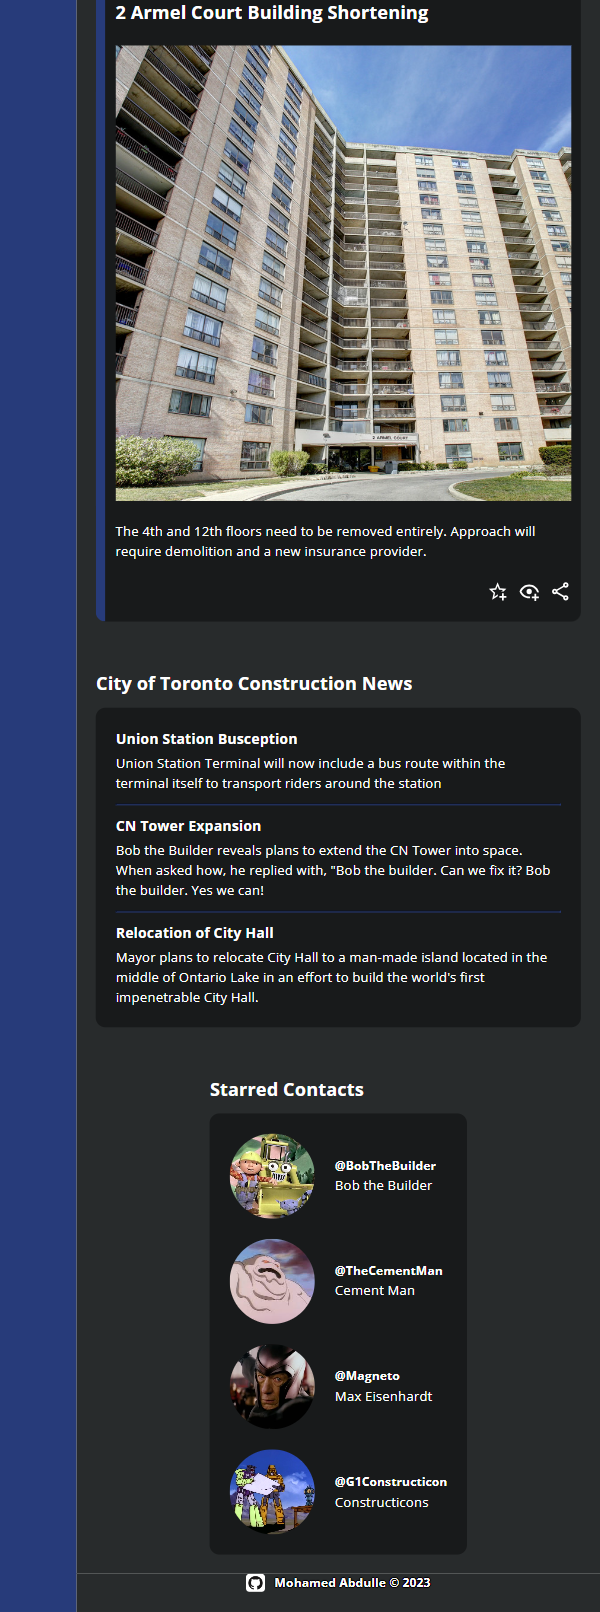 2 Armel Court Building Shortening
2 ARMEL COURT
The 4th and 12th floors need to be removed entirely. Approach will
require demolition and a new insurance provider.
City of Toronto Construction News
Union Station Busception
Union Station Terminal will now include a bus route within the
terminal itself to transport riders around the station
CN Tower Expansion
Bob the Builder reveals plans to extend the CN Tower into space.
When asked how, he replied with, "Bob the builder. Can we fix it? Bob
the builder. Yes we can!
Relocation of City Hall
Mayor plans to relocate City Hall to a man-made island located in the
middle of Ontario Lake in an effort to build the world's first
impenetrable City Hall.
Starred Contacts
@BobTheBuilder
Bob the Builder
@TheCementMan
Cement Man
@Magneto
Max Eisenhardt
@G1Constructicon
Constructicons
Mohamed Abdulle © 2023